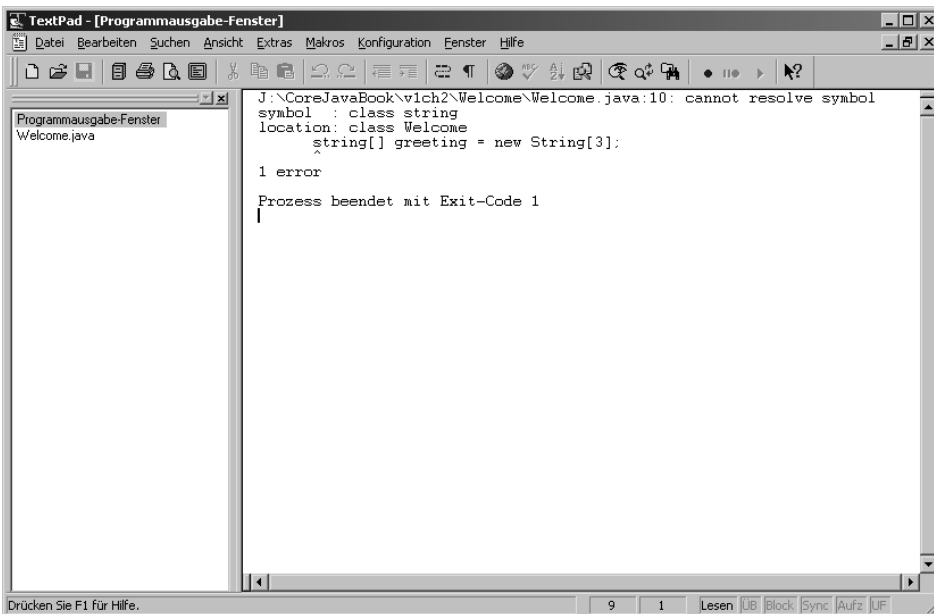 TextPad - [Programmausgabe-Fenster]
Datei Bearbeiten Suchen Ansicht Extras Makros Konfiguration Fenster Hilfe
Programmausgabe-Fenster
Welcome.java
J:\CoreJavaBook\v1ch2\Welcome\Welcome.java:10: cannot resolve symbol
symbol  : class string
location: class Welcome
string[] greeting = new String[3];
^
1 error
Prozess beendet mit Exit-Code 1
Drücken Sie F1 für Hilfe.
9 1 Lesen ÜB Block Sync Aufz UF